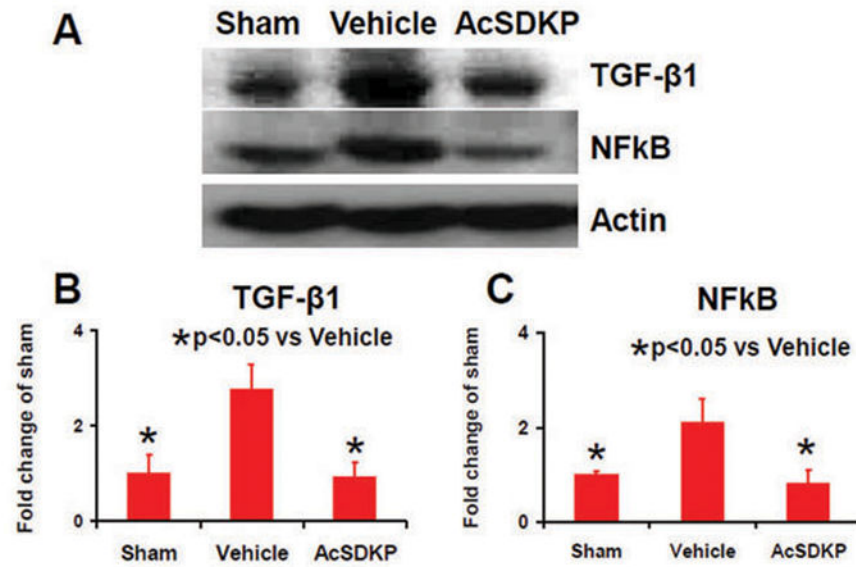 A
Sham Vehicle AcSDKP
TGF-β1
NFkB
Actin
B
TGF-β1
*p<0.05 vs Vehicle
Fold change of sham
4
2
0
*
*
Sham Vehicle AcSDKP
C
NFkB
*p<0.05 vs Vehicle
Fold change of sham
4
2
0
*
*
Sham Vehicle AcSDKP